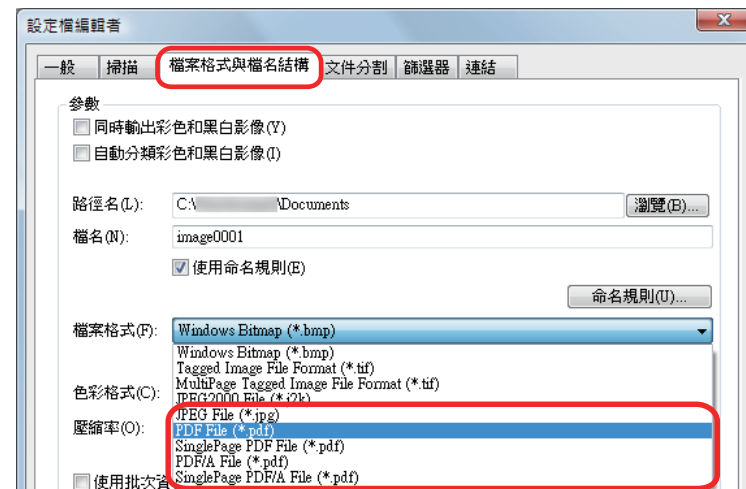 設定檔編輯者
一般 掃描 檔案格式與檔名結構 文件分割 篩選器 連結
參數
同時輸出彩色和黑白影像(Y)
自動分類彩色和黑白影像(I)
路徑名(L): C:\ \Documents 瀏覽(B)...
檔名(N): image0001
使用命名規則(E)
命名規則(U)...
檔案格式(F): Windows Bitmap (*.bmp)
Windows Bitmap (*.bmp)
Tagged Image File Format (*.tif)
MultiPage Tagged Image File Format (*.tif)
色彩格式(C): JPEG2000 File (*.j2k)
JPEG File (*.jpg)
壓縮率(O): PDF File (*.pdf)
SinglePage PDF File (*.pdf)
PDF/A File (*.pdf)
使用批次資 SinglePage PDF/A File (*.pdf)